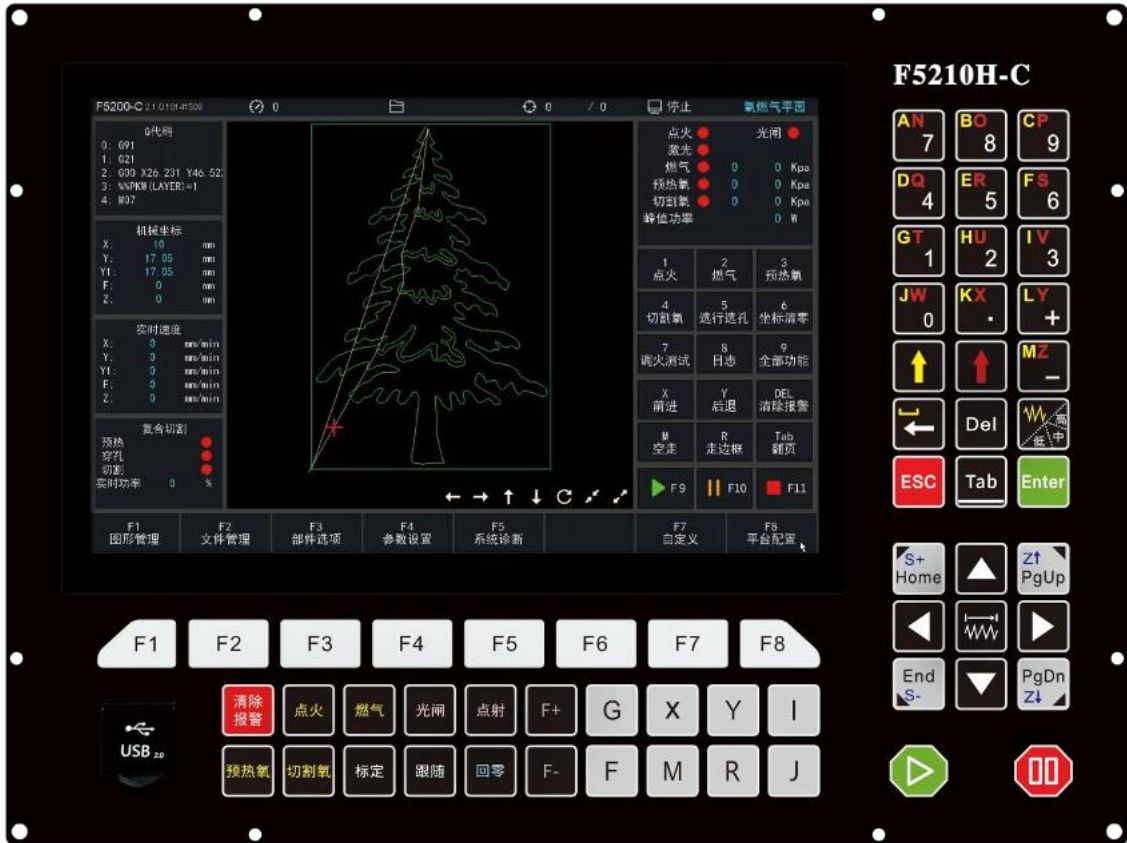 F5210H-C
F5200-C 2.1.0.10141508 0 0 / 0 停止 氧燃气平面
G代码
0: G91
1: G21
2: G00 X26.231 Y46.52
3: %%PKW(LAYER)=1
4: M07
机械坐标
X: 10 mm
Y: 17.05 mm
Y1: 17.05 mm
F: 0 mm
Z: 0 mm
实时速度
X: 0 mm/min
Y: 0 mm/min
Y1: 0 mm/min
F: 0 mm/min
Z: 0 mm/min
复合切割
预热
穿孔
切割
实时功率 0 %
点火 光闸
激光
燃气 0 0 Kpa
预热氧 0 0 Kpa
切割氧 0 0 Kpa
峰值功率 0 W
1 2 3
点火 燃气 预热氧
4 5 6
切割氧 选行选孔 坐标清零
7 8 9
调火测试 日志 全部功能
X Y DEL
前进 后退 清除报警
M R Tab
空走 走边框 翻页
F9 F10 F11
F1 F2 F3 F4 F5 F7 F8
图形管理 文件管理 部件选项 参数设置 系统诊断 自定义 平台配置
AN BO CP
7 8 9
DQ ER FS
4 5 6
GT HU IV
1 2 3
JW KX LY
0 . +
MZ
−
Del 高 中 低
ESC Tab Enter
S+ Z↑
Home PgUp
End PgDn
S- Z↓
F1 F2 F3 F4 F5 F6 F7 F8
USB 2.0
清除
报警 点火 燃气 光闸 点射 F+ G X Y I
预热氧 切割氧 标定 跟随 回零 F- F M R J